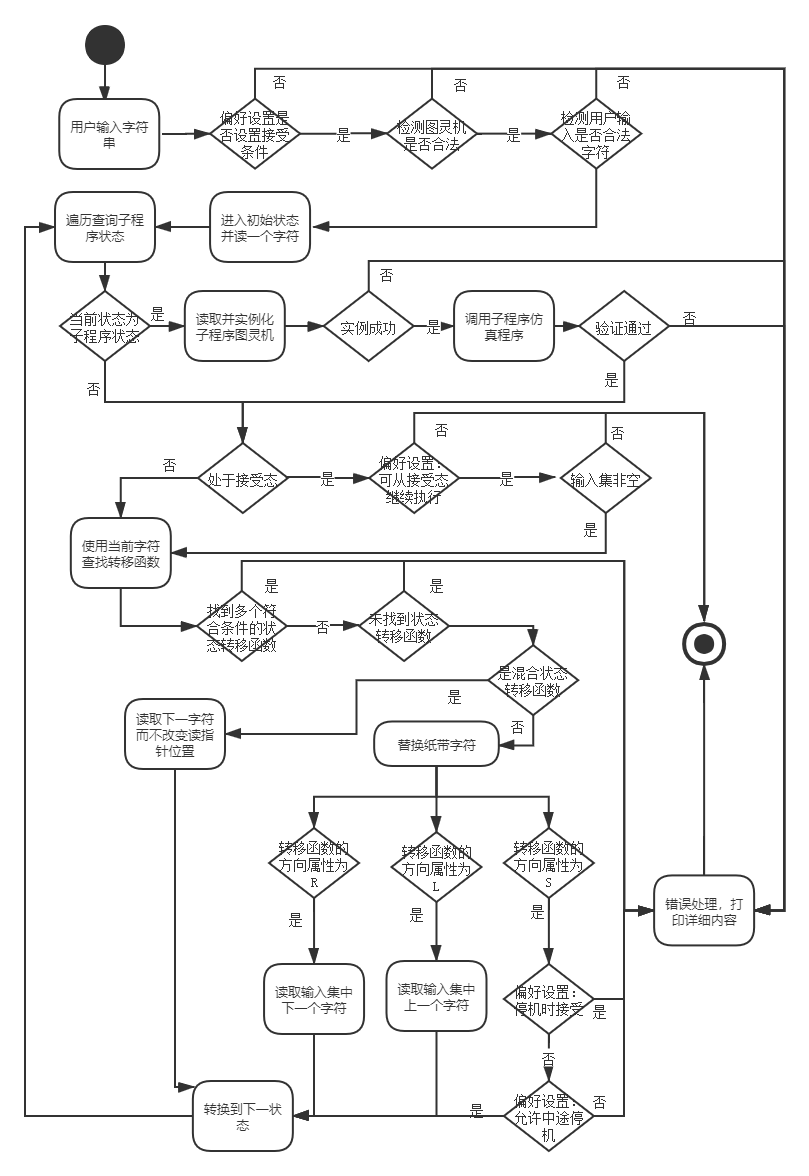 否
否
否
用户输入字符
串
偏好设置是
否设置接受
条件
是
检测图灵机
是否合法
是
检测用户输
入是否合法
字符
遍历查询子程
序状态
进入初始状态
并读一个字符
否
当前状态为
子程序状态
是
读取并实例化
子程序图灵机
实例成功
是
调用子程序仿
真程序
验证通过
否
否
是
否
否
否
处于接受态
是
偏好设置：
可从接受态
继续执行
是
输入集非空
是
使用当前字符
查找转移函数
是
是
找到多个符
合条件的状
态转移函数
否
未找到状态
转移函数
是混合状态
转移函数
是
否
读取下一字符
而不改变读指
针位置
替换纸带字符
转移函数的
方向属性为
R
转移函数的
方向属性为
L
转移函数的
方向属性为
S
是
是
是
错误处理，打
印详细内容
读取输入集中
下一个字符
读取输入集中
上一个字符
偏好设置：
停机时接受
是
否
转换到下一状
态
是
偏好设置：
允许中途停
机
否